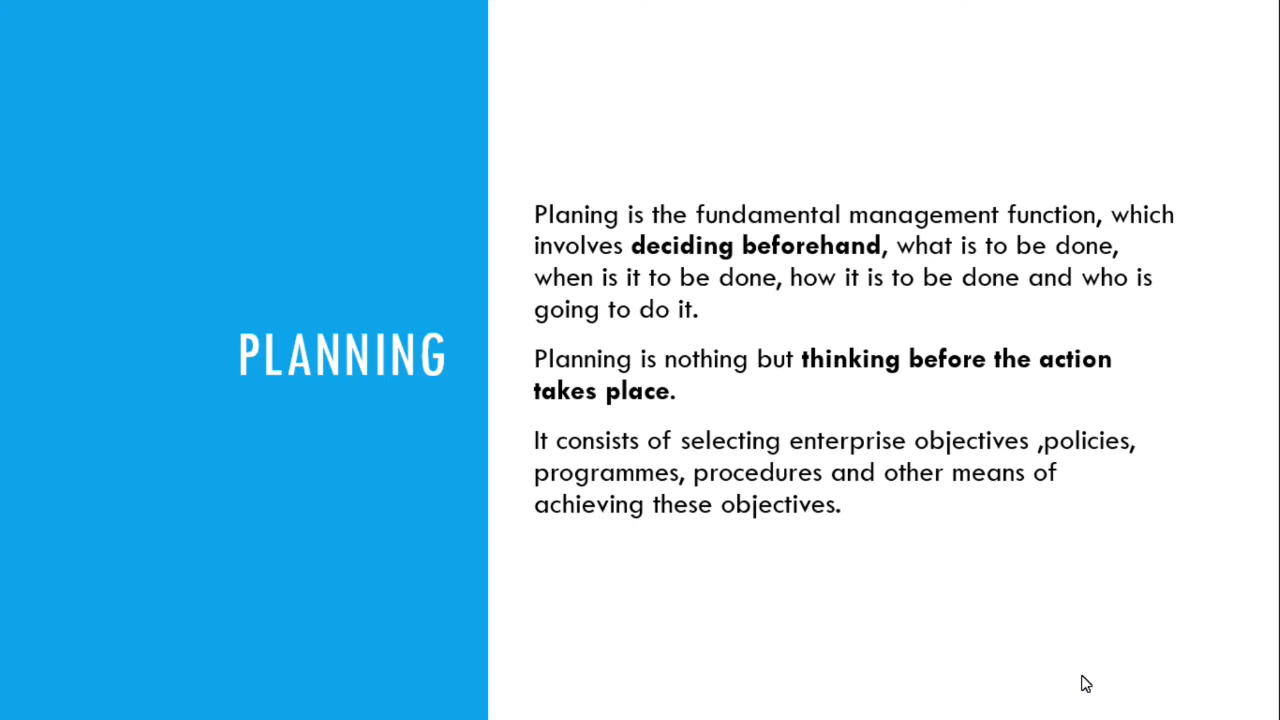 PLANNING
Planing is the fundamental management function, which
involves deciding beforehand, what is to be done,
when is it to be done, how it is to be done and who is
going to do it.
Planning is nothing but thinking before the action
takes place.
It consists of selecting enterprise objectives ,policies,
programmes, procedures and other means of
achieving these objectives.